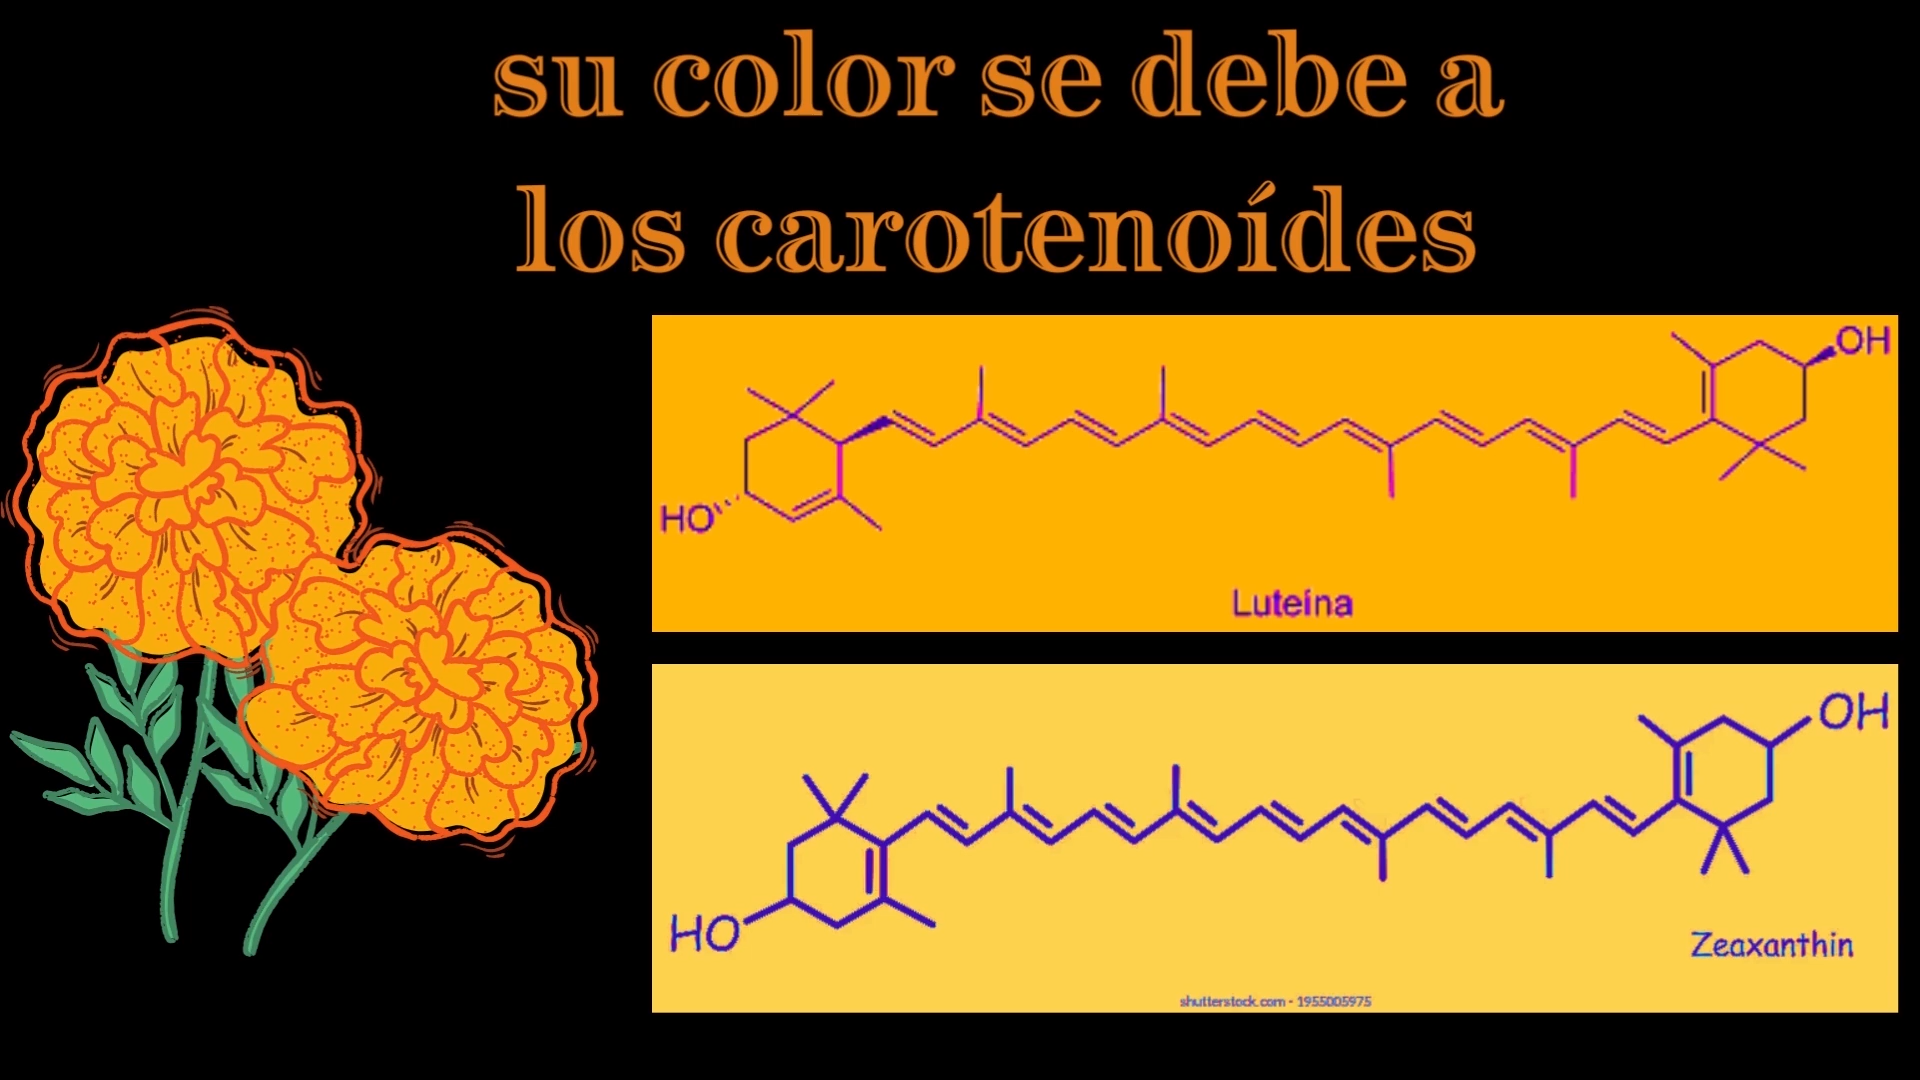 su color se debe a
los carotenoídes
OH
HO
Luteína
OH
HO
Zeaxanthin
shutterstock.com · 1955005975